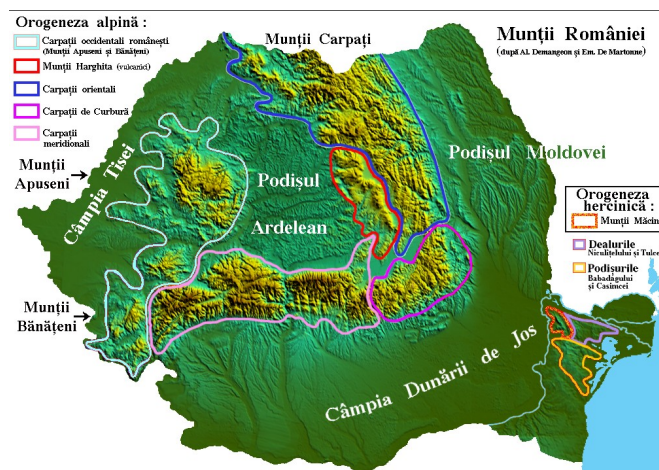 Orogeneza alpină :
Carpații occidentali românești
(Munții Apuseni și Bănățeni)
Munții Harghita (vulcanici)
Carpații orientali
Carpații de Curbură
Carpații
meridionali
Munții Carpați
Munții României
(după Al. Demangeon și Em. De Martonne)
Munții
Apuseni
Câmpia Tisei
Podișul
Ardelean
Podișul Moldovei
Orogeneza
hercinică :
Munții Măcin
Dealurile
Niculițelului și Tulcei
Podișurile
Babadagului
și Casimcei
Munții
Bănățeni
Câmpia Dunării de Jos